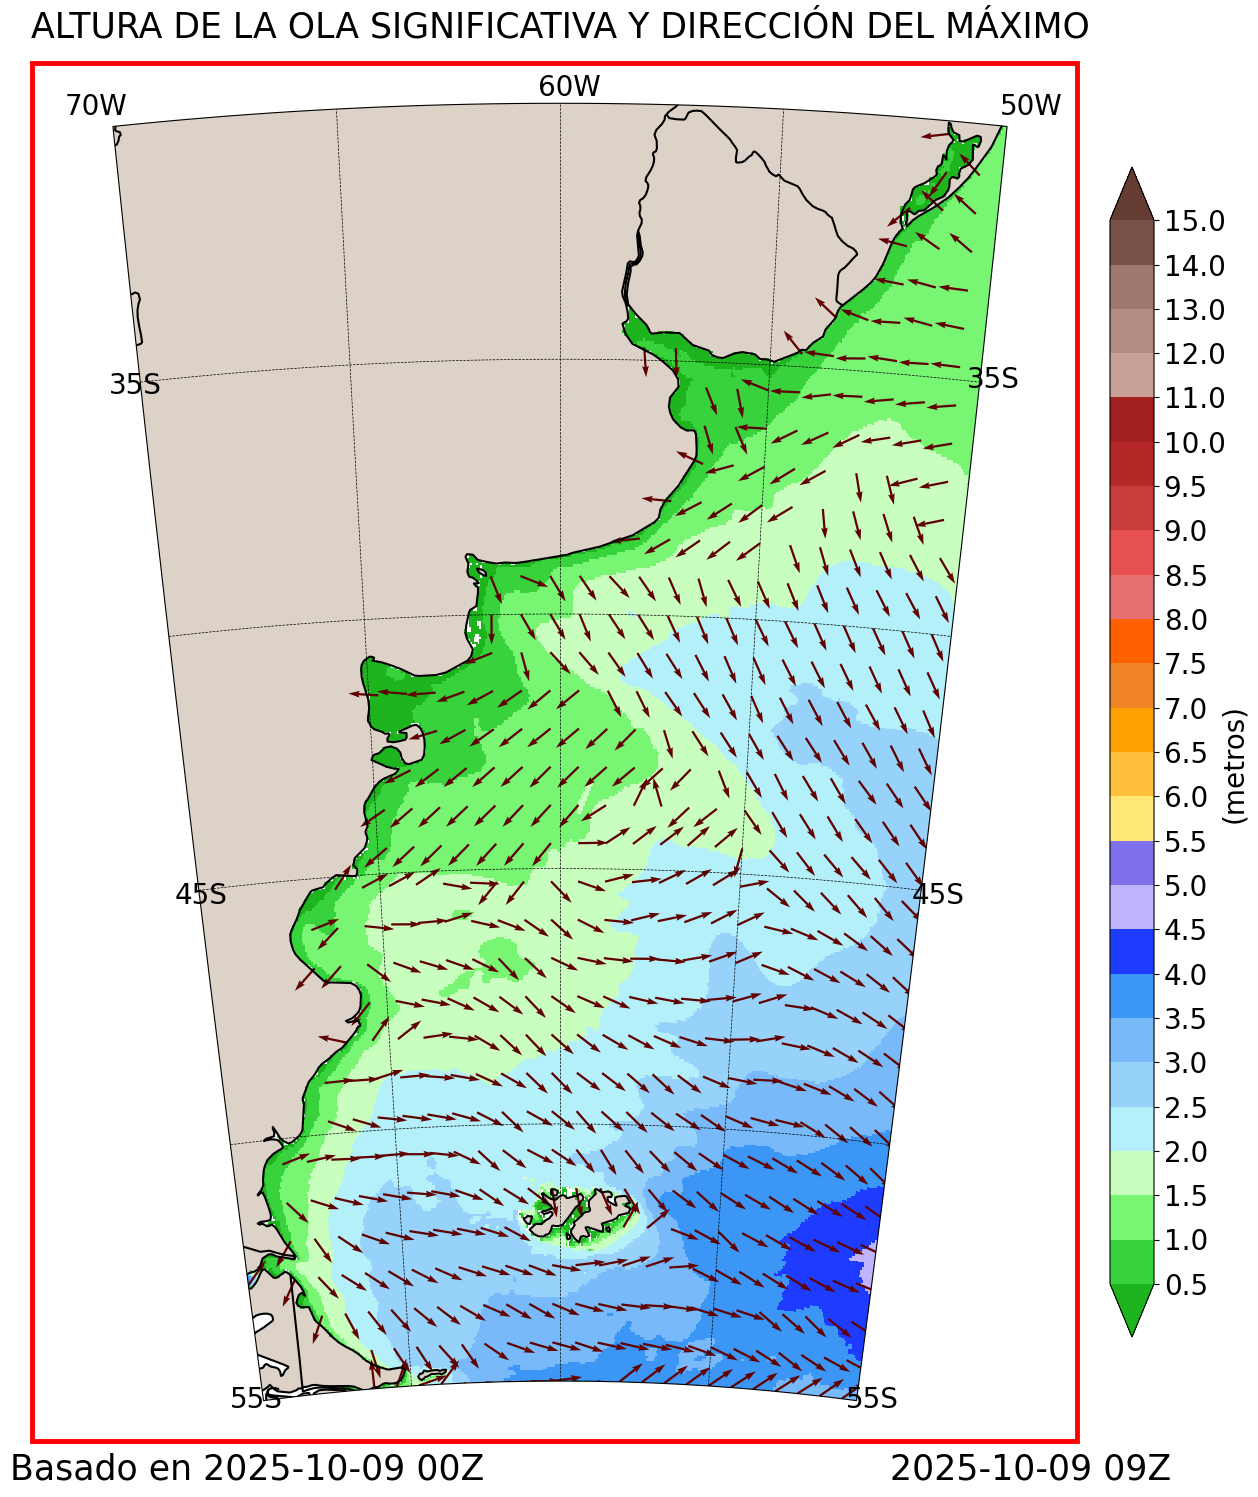 ALTURA DE LA OLA SIGNIFICATIVA Y DIRECCIÓN DEL MÁXIMO
70W
60W
50W
35S
35S
45S
45S
55S
55S
15.0
14.0
13.0
12.0
11.0
10.0
9.5
9.0
8.5
8.0
7.5
7.0
6.5
6.0
5.5
5.0
4.5
4.0
3.5
3.0
2.5
2.0
1.5
1.0
0.5
(metros)
Basado en 2025-10-09 00Z
2025-10-09 09Z